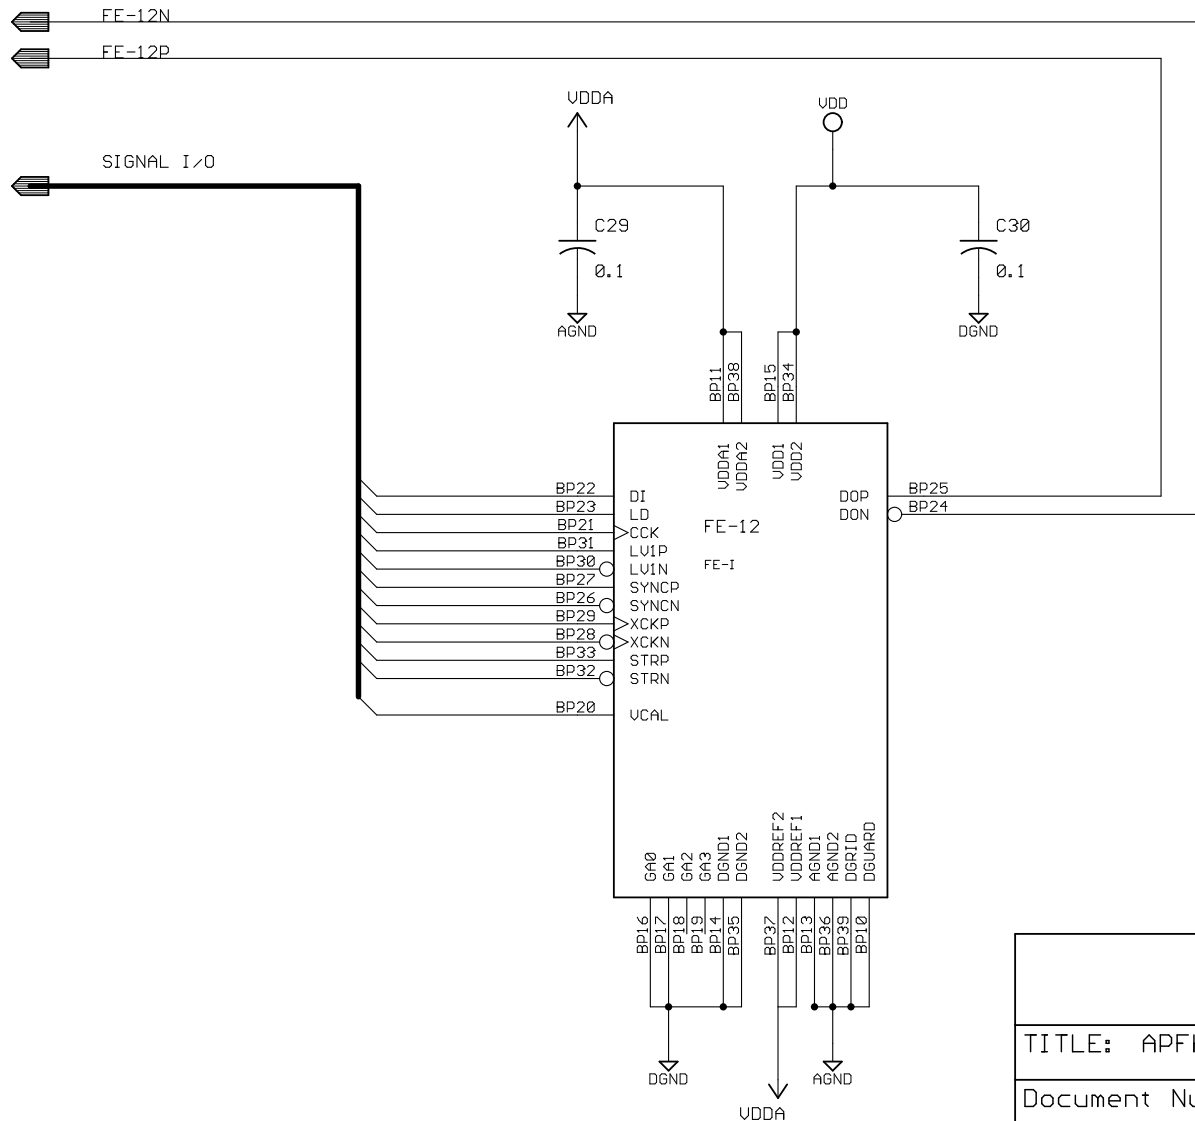 FE-12N
FE-12P
VDDA
VDD
SIGNAL I/O
C29
0.1
AGND
C30
0.1
DGND
BP11
BP38
BP15
BP34
VDDA1
VDDA2
VDD1
VDD2
BP22
DI
BP23
LD
BP21
CCK
BP31
LV1P
BP30
LV1N
BP27
SYNCP
BP26
SYNCN
BP29
XCKP
BP28
XCKN
BP33
STRP
BP32
STRN
BP20
VCAL
DOP
BP25
DON
BP24
FE-12
FE-I
GA0
GA1
GA2
GA3
DGND1
DGND2
VDDREF2
VDDREF1
AGND1
AGND2
DGRID
DGUARD
BP16
BP17
BP18
BP19
BP14
BP35
BP37
BP12
BP13
BP36
BP39
BP10
DGND
VDDA
AGND
TITLE: APF
Document Nu